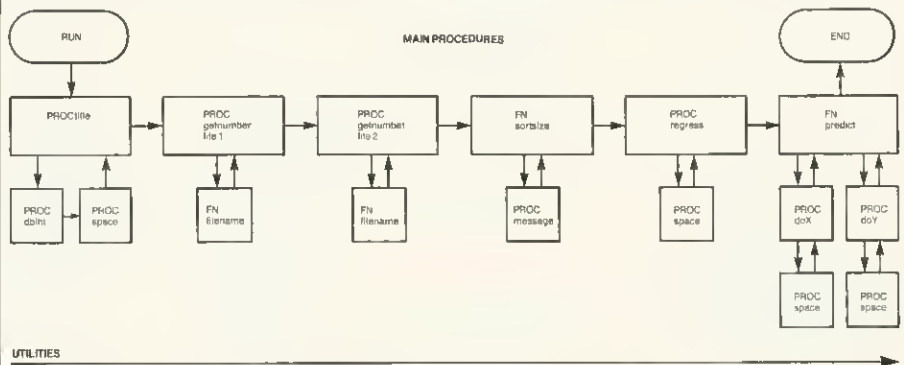 RUN
MAIN PROCEDURES
END
PROCtitle
PROC
getnumber
file 1
PROC
getnumber
file 2
FN
sortsize
PROC
regress
FN
predict
PROC
dblht
PROC
space
FN
filename
FN
filename
PROC
message
PROC
space
PROC
doX
PROC
doY
PROC
space
PROC
space
UTILITIES